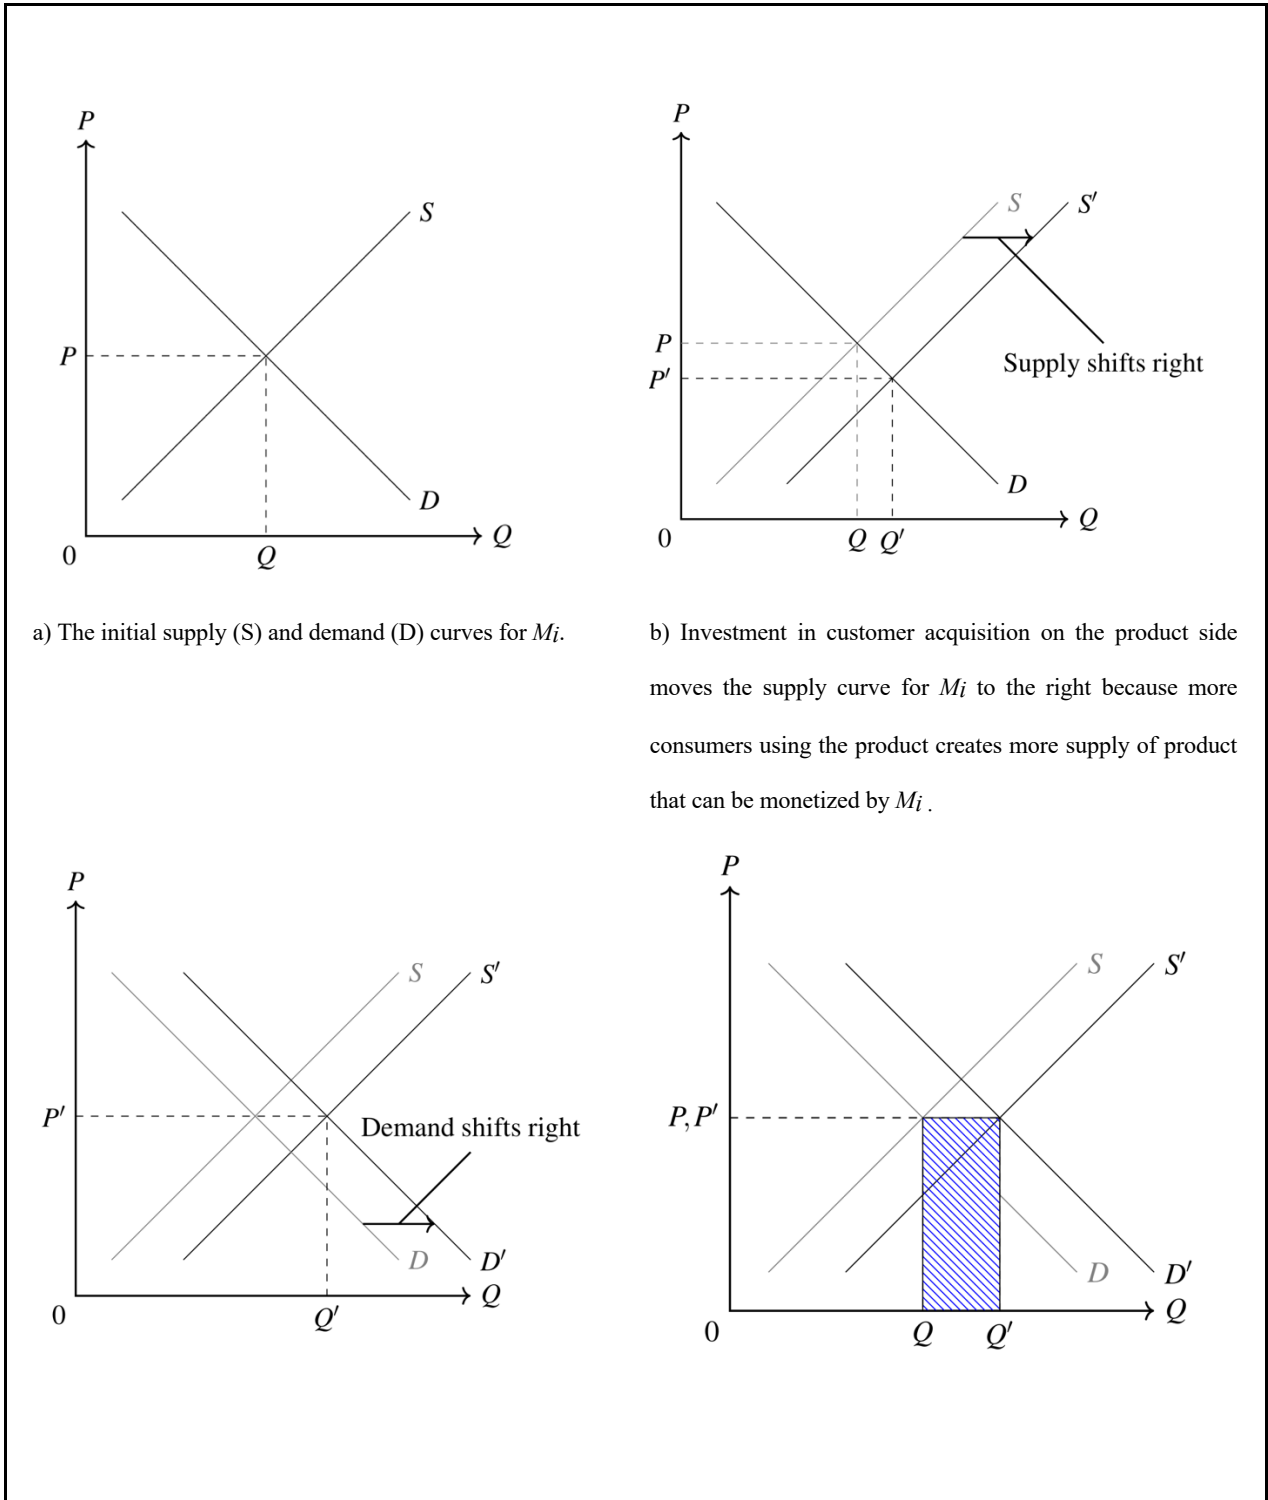 P
S
P
D
0
Q
Q
a) The initial supply (S) and demand (D) curves for Mi.
P
S
S′
P
P′
Supply shifts right
D
0
Q Q′
Q
b) Investment in customer acquisition on the product side
moves the supply curve for Mi to the right because more
consumers using the product creates more supply of product
that can be monetized by Mi .
P
S
S′
P′
Demand shifts right
D
D′
0
Q′
Q
P
S
S′
P, P′
D
D′
0
Q
Q′
Q